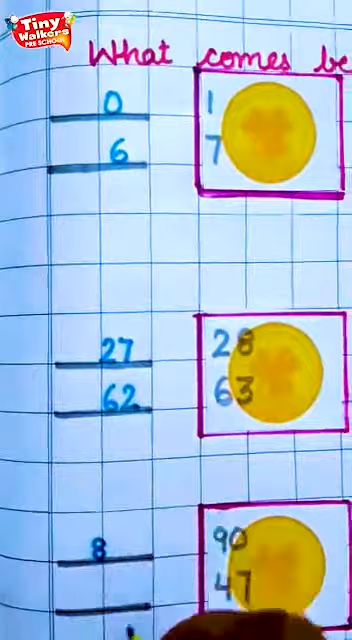 Tiny
Walkers
PRE SCHOOL
What comes be
0 1
6 7
27 28
62 63
8 90
47